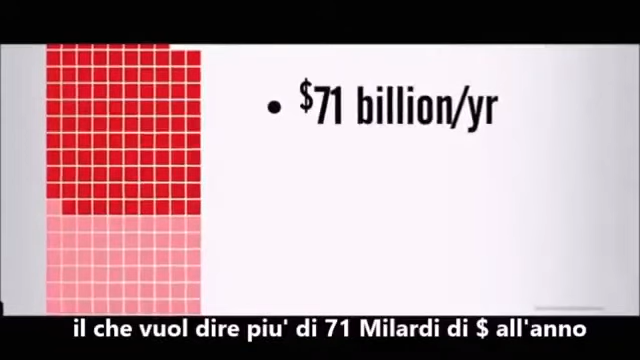 • $71 billion/yr
il che vuol dire piu' di 71 Milardi di $ all'anno